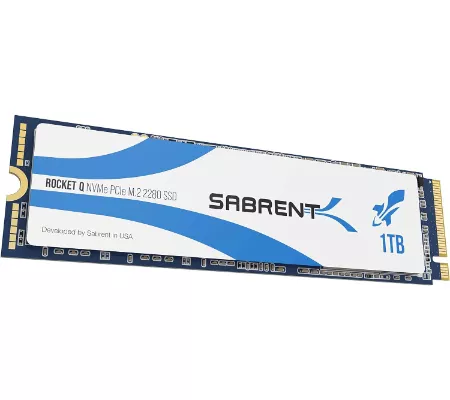 ROCKET Q NVMe PCIe M.2 2280 SSD
SABRENT
1TB
Developed by Sabrent in USA